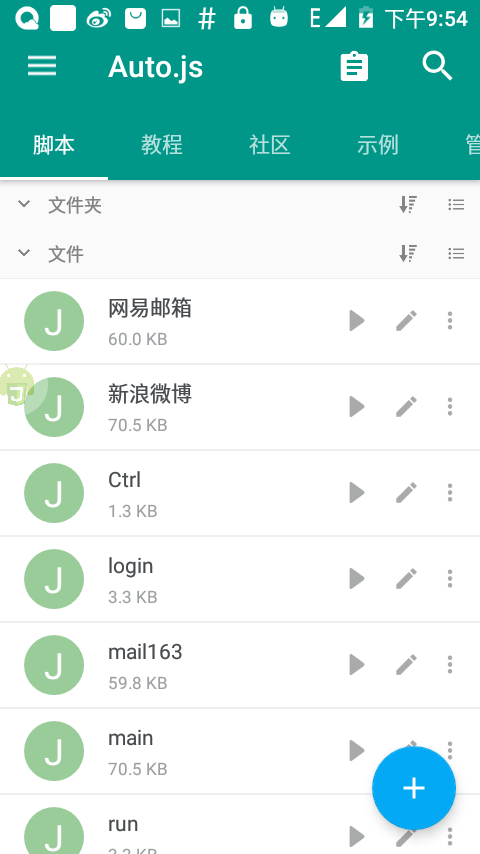 E 下午9:54
Auto.js
脚本 教程 社区 示例 管
文件夹
文件
J 网易邮箱
60.0 KB
J 新浪微博
70.5 KB
J Ctrl
1.3 KB
J login
3.3 KB
J mail163
59.8 KB
J main
70.5 KB
J run